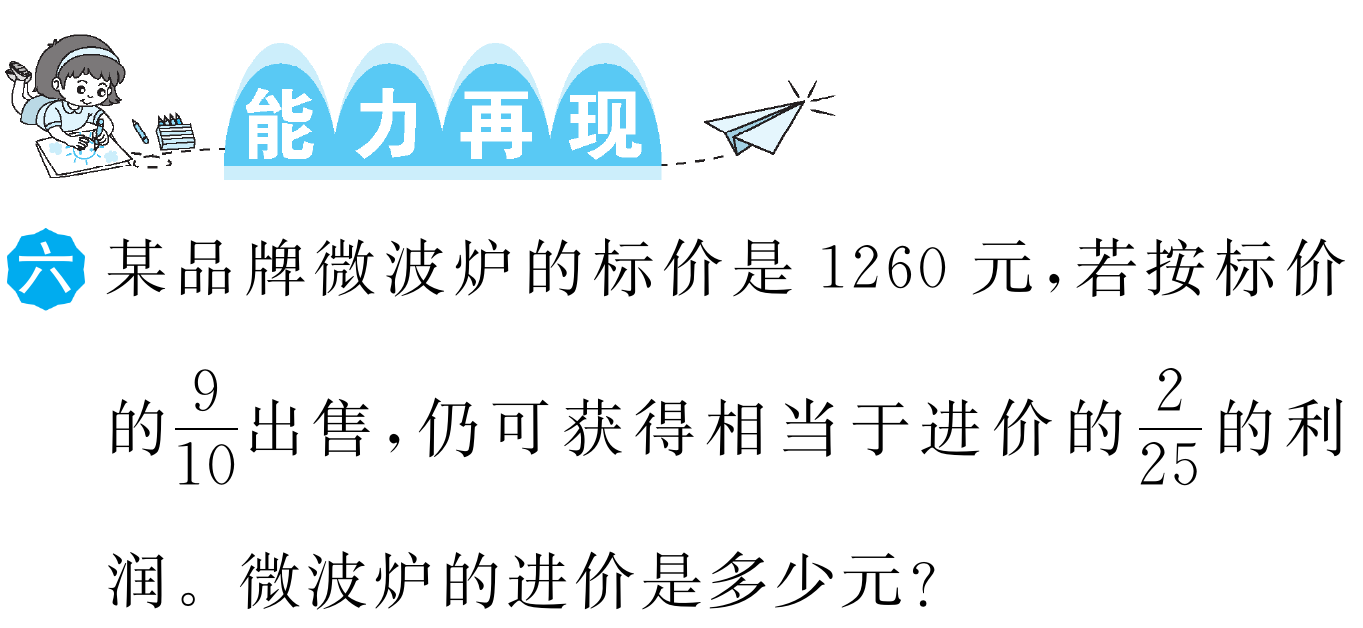 能力再现
六 某品牌微波炉的标价是 1260 元,若按标价
的9/10出售,仍可获得相当于进价的2/25的利
润。微波炉的进价是多少元?